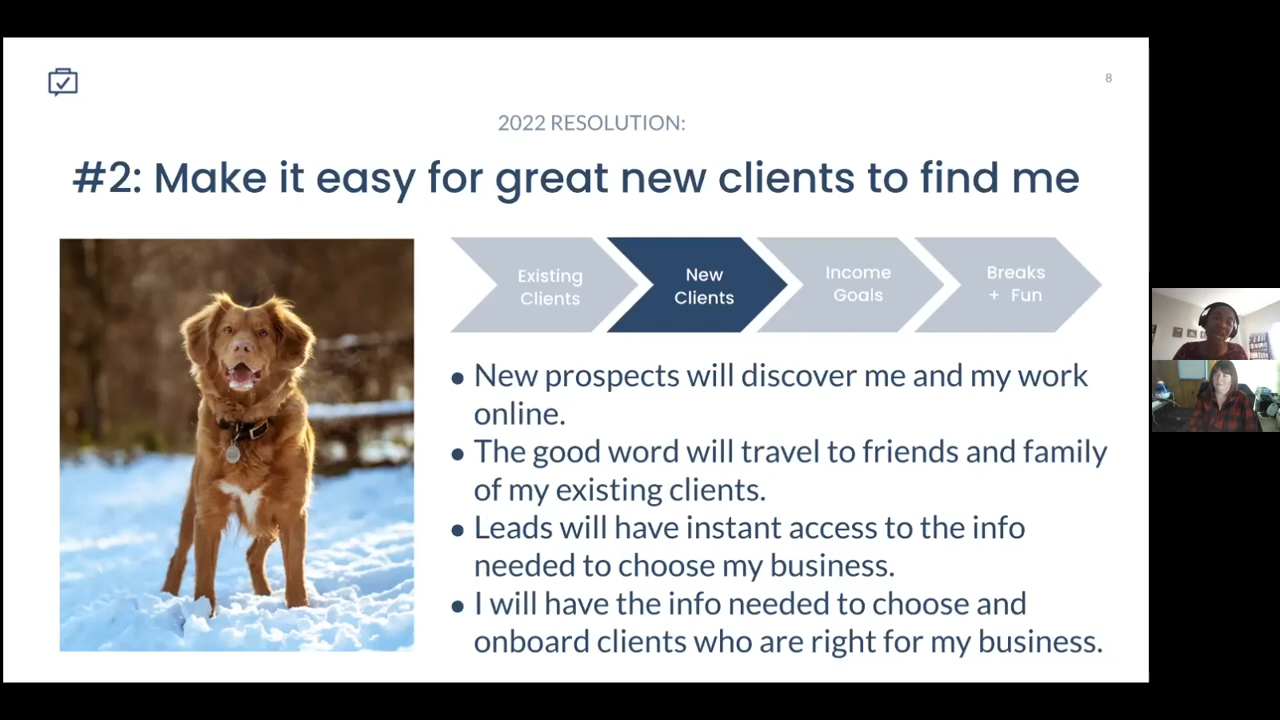 8
2022 RESOLUTION:
#2: Make it easy for great new clients to find me
Existing
Clients
New
Clients
Income
Goals
Breaks
+ Fun
● New prospects will discover me and my work
online.
● The good word will travel to friends and family
of my existing clients.
● Leads will have instant access to the info
needed to choose my business.
● I will have the info needed to choose and
onboard clients who are right for my business.